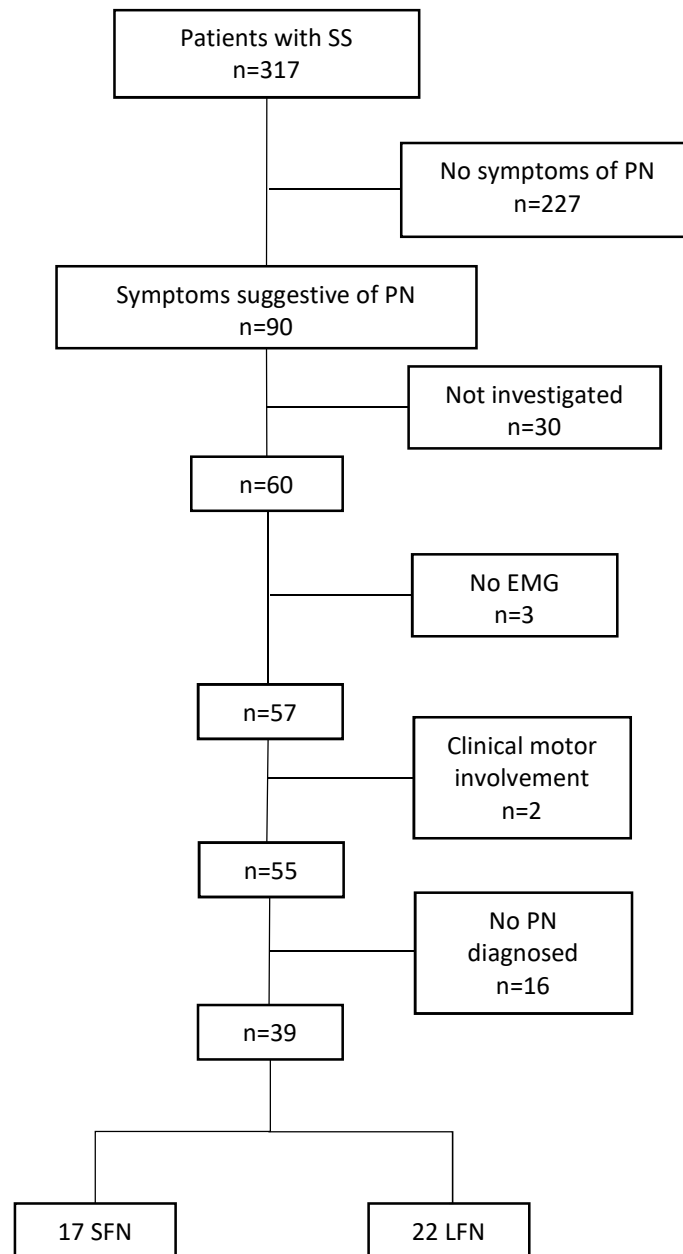 Patients with SS
n=317
No symptoms of PN
n=227
Symptoms suggestive of PN
n=90
Not investigated
n=30
n=60
No EMG
n=3
n=57
Clinical motor
involvement
n=2
n=55
No PN
diagnosed
n=16
n=39
17 SFN
22 LFN